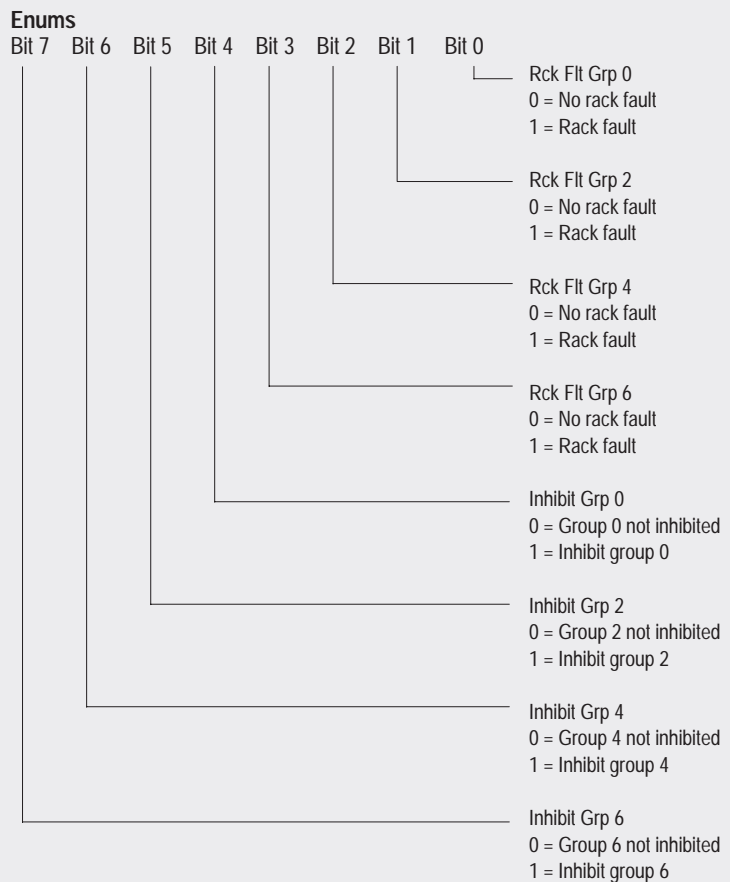 Enums
Bit 7 Bit 6 Bit 5 Bit 4 Bit 3 Bit 2 Bit 1 Bit 0
Rck Flt Grp 0
0 = No rack fault
1 = Rack fault
Rck Flt Grp 2
0 = No rack fault
1 = Rack fault
Rck Flt Grp 4
0 = No rack fault
1 = Rack fault
Rck Flt Grp 6
0 = No rack fault
1 = Rack fault
Inhibit Grp 0
0 = Group 0 not inhibited
1 = Inhibit group 0
Inhibit Grp 2
0 = Group 2 not inhibited
1 = Inhibit group 2
Inhibit Grp 4
0 = Group 4 not inhibited
1 = Inhibit group 4
Inhibit Grp 6
0 = Group 6 not inhibited
1 = Inhibit group 6